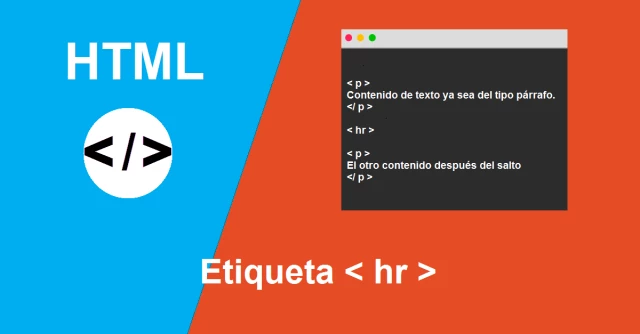 HTML
</>
< p >
Contenido de texto ya sea del tipo párrafo.
</ p >
< hr >
< p >
El otro contenido después del salto
</ p >
Etiqueta < hr >